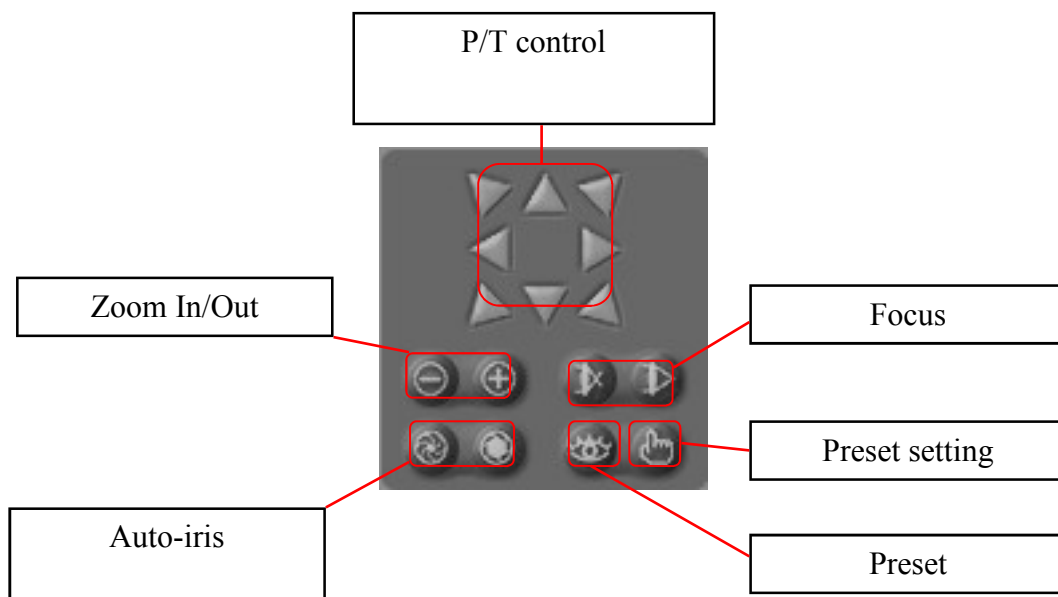 P/T control
Zoom In/Out
Focus
Preset setting
Auto-iris
Preset